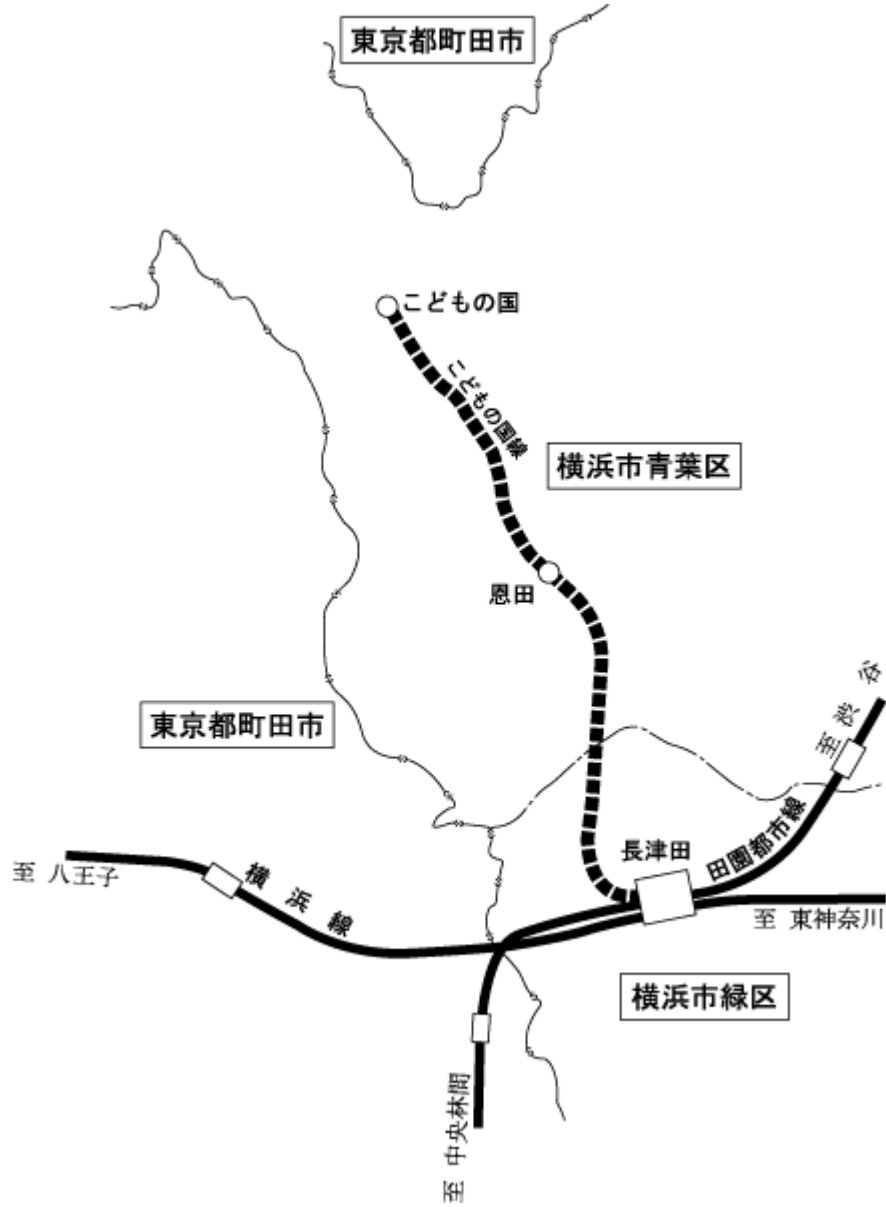 東京都町田市
こどもの国
こどもの国線
横浜市青葉区
恩田
至 渋谷
東京都町田市
長津田
田園都市線
至 八王子
横浜線
至 東神奈川
横浜市緑区
至 中央林間